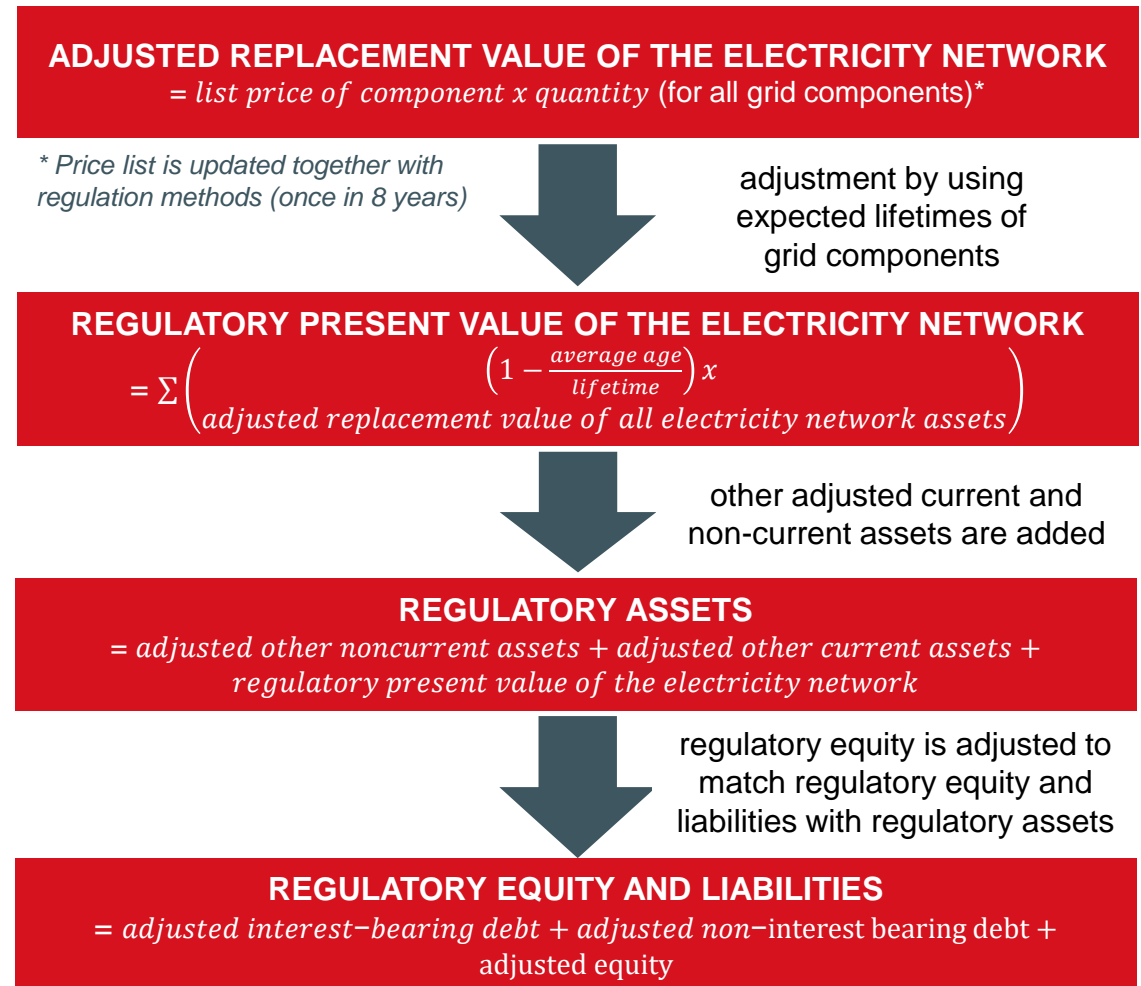 ADJUSTED REPLACEMENT VALUE OF THE ELECTRICITY NETWORK
= list price of component x quantity (for all grid components)*
* Price list is updated together with
regulation methods (once in 8 years)
adjustment by using
expected lifetimes of
grid components
REGULATORY PRESENT VALUE OF THE ELECTRICITY NETWORK
= ∑ ( (1 − average age / lifetime) x
adjusted replacement value of all electricity network assets )
other adjusted current and
non-current assets are added
REGULATORY ASSETS
= adjusted other noncurrent assets + adjusted other current assets +
regulatory present value of the electricity network
regulatory equity is adjusted to
match regulatory equity and
liabilities with regulatory assets
REGULATORY EQUITY AND LIABILITIES
= adjusted interest−bearing debt + adjusted non−interest bearing debt +
adjusted equity